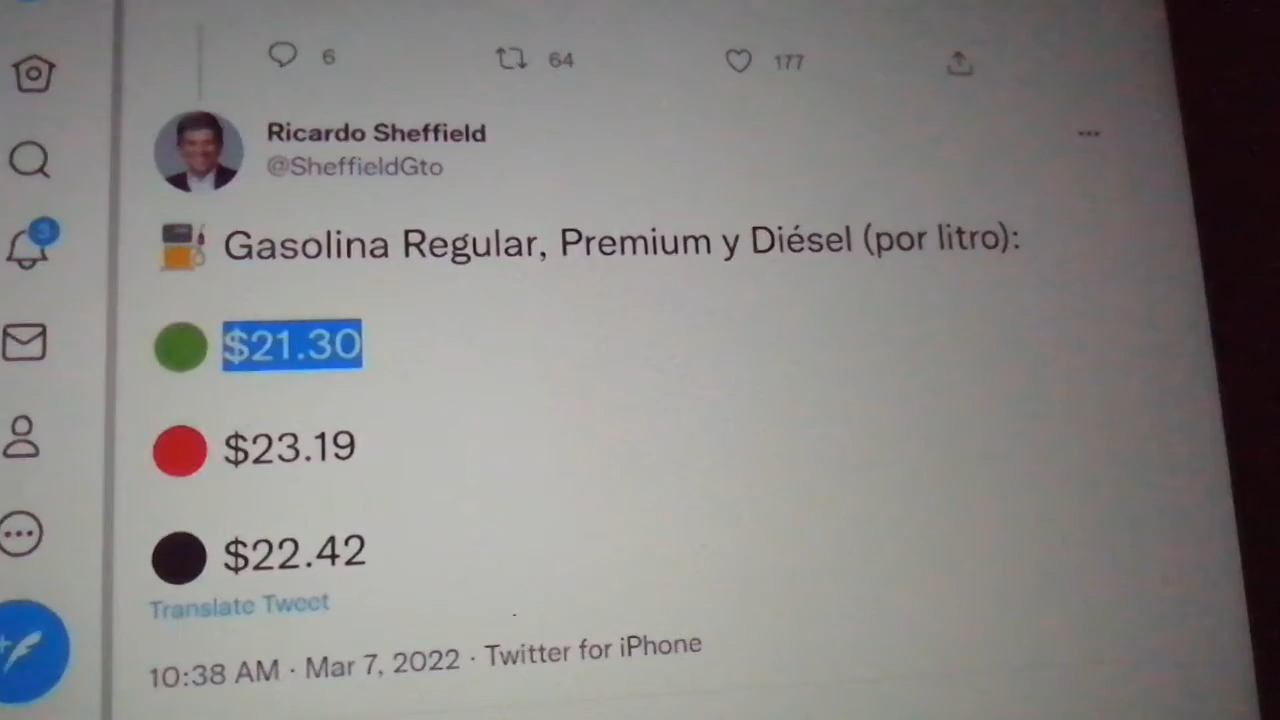 6 64 177
Ricardo Sheffield
@SheffieldGto
Gasolina Regular, Premium y Diésel (por litro):
3
$21.30
$23.19
$22.42
Translate Tweet
10:38 AM · Mar 7, 2022 · Twitter for iPhone